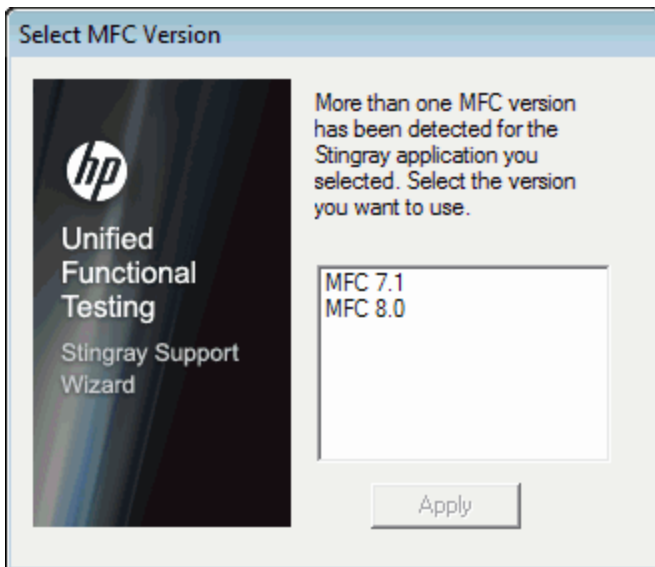 Select MFC Version
hp
Unified
Functional
Testing
Stingray Support
Wizard
More than one MFC version
has been detected for the
Stingray application you
selected. Select the version
you want to use.
MFC 7.1
MFC 8.0
Apply